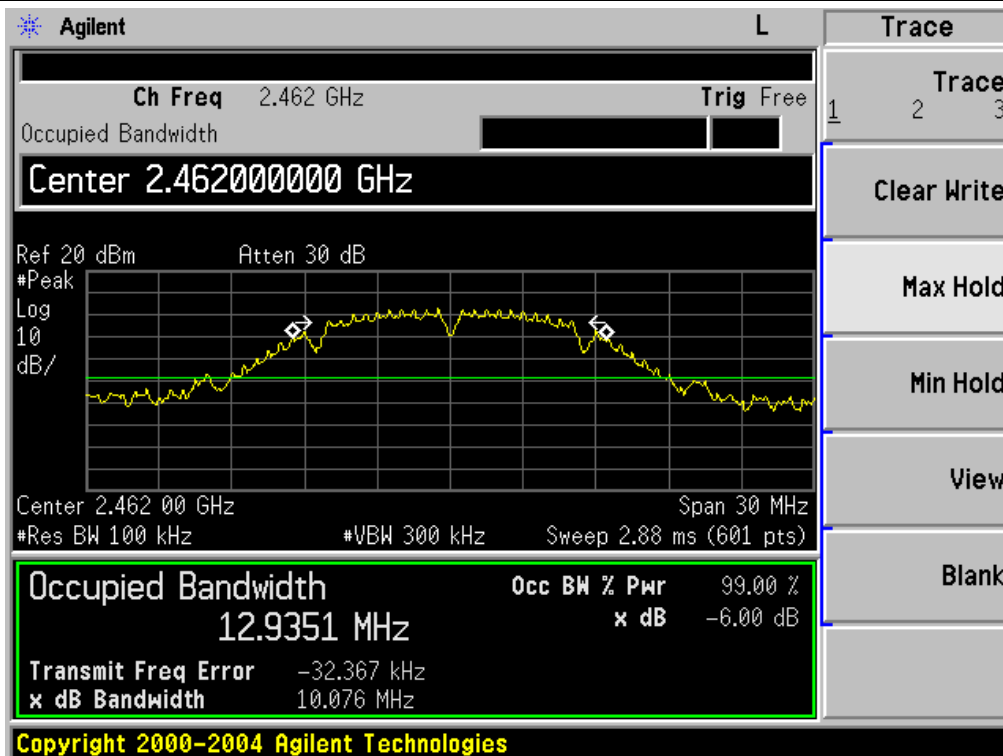 Agilent L Trace
Ch Freq 2.462 GHz Trig Free
Occupied Bandwidth
Center 2.462000000 GHz
Ref 20 dBm Atten 30 dB
#Peak
Log
10
dB/
Center 2.462 00 GHz Span 30 MHz
#Res BW 100 kHz #VBW 300 kHz Sweep 2.88 ms (601 pts)
Occupied Bandwidth Occ BW % Pwr 99.00 %
12.9351 MHz x dB -6.00 dB
Transmit Freq Error -32.367 kHz
x dB Bandwidth 10.076 MHz
Copyright 2000-2004 Agilent Technologies
Trace
1 2 3
Clear Write
Max Hold
Min Hold
View
Blank